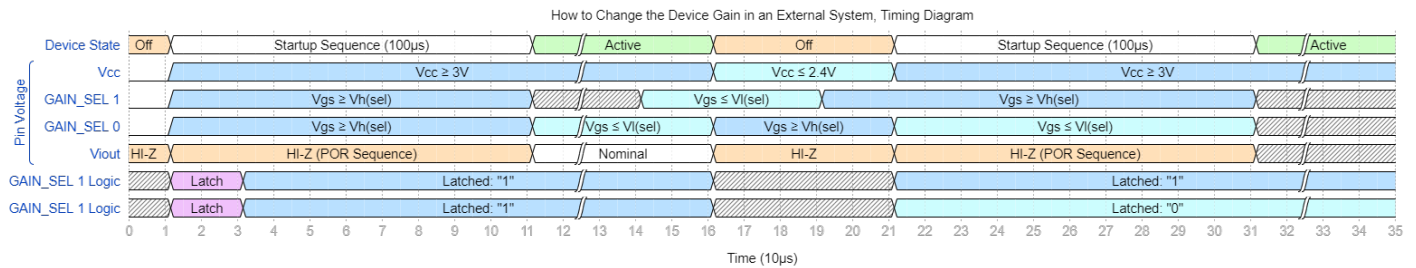 How to Change the Device Gain in an External System, Timing Diagram
Device State Off Startup Sequence (100µs) Active Off Startup Sequence (100µs) Active
Pin Voltage
Vcc Vcc ≥ 3V Vcc ≤ 2.4V Vcc ≥ 3V
GAIN_SEL 1 Vgs ≥ Vh(sel) Vgs ≤ Vl(sel) Vgs ≥ Vh(sel)
GAIN_SEL 0 Vgs ≥ Vh(sel) Vgs ≤ Vl(sel) Vgs ≥ Vh(sel) Vgs ≤ Vl(sel)
Viout HI-Z HI-Z (POR Sequence) Nominal HI-Z HI-Z (POR Sequence)
GAIN_SEL 1 Logic Latch Latched: "1" Latched: "1"
GAIN_SEL 1 Logic Latch Latched: "1" Latched: "0"
0 1 2 3 4 5 6 7 8 9 10 11 12 13 14 15 16 17 18 19 20 21 22 23 24 25 26 27 28 29 30 31 32 33 34 35
Time (10µs)